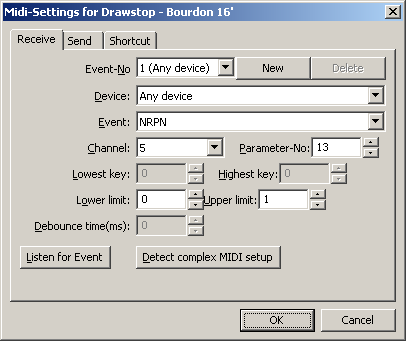 Midi-Settings for Drawstop - Bourdon 16'
Receive Send Shortcut
Event-No 1 (Any device) New Delete
Device: Any device
Event: NRPN
Channel: 5 Parameter-No: 13
Lowest key: 0 Highest key: 0
Lower limit: 0 Upper limit: 1
Debounce time(ms): 0
Listen for Event Detect complex MIDI setup
OK Cancel